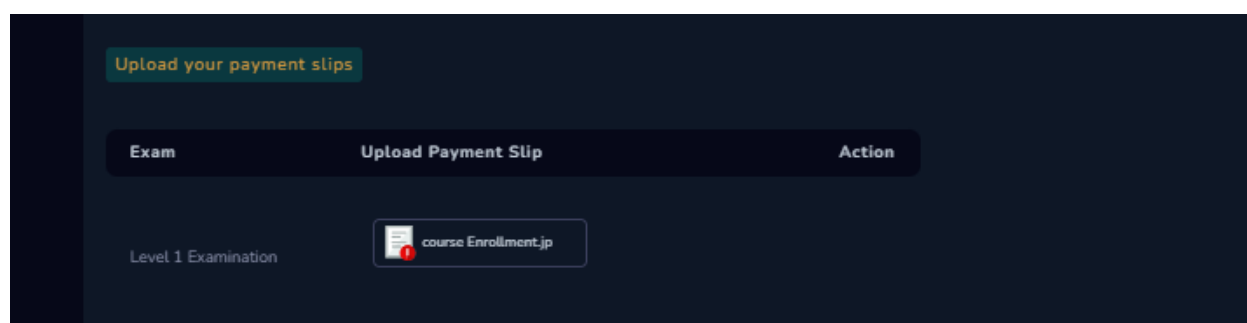 Upload your payment slips
Exam Upload Payment Slip Action
Level 1 Examination course Enrollment.jp